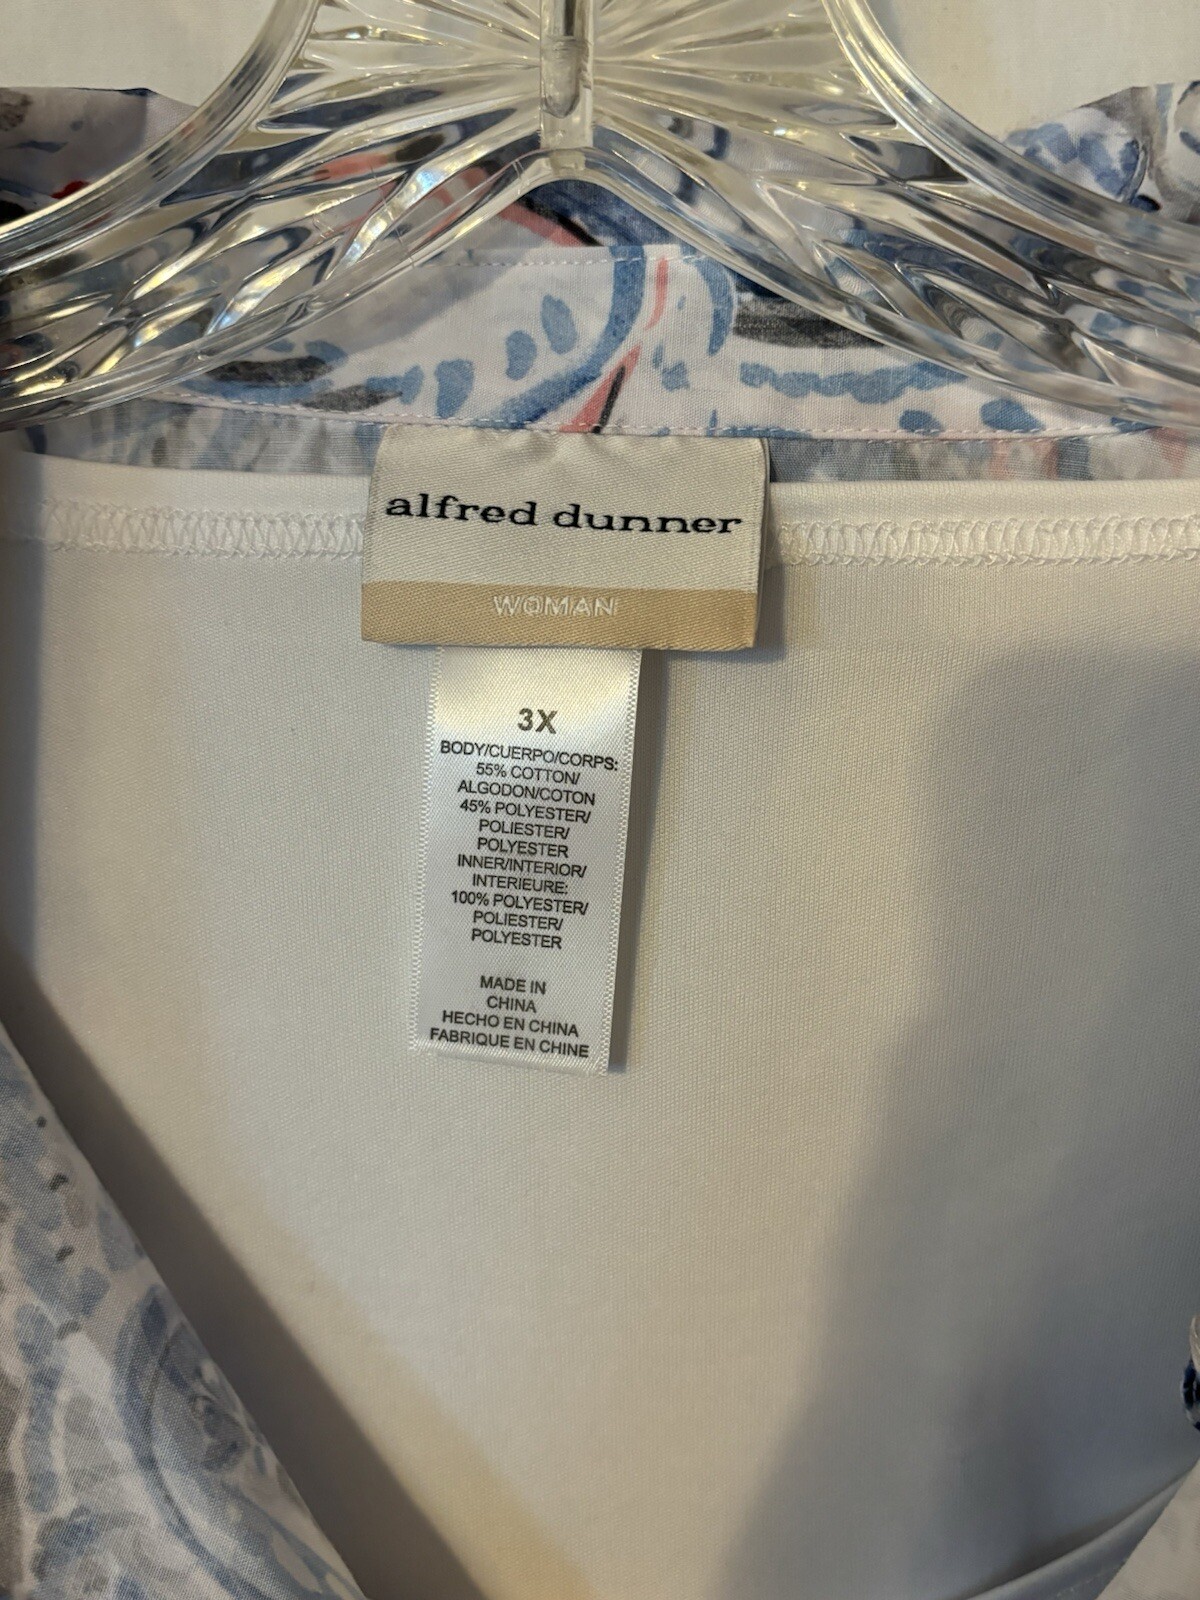 alfred dunner
WOMAN
3X
BODY/CUERPO/CORPS:
55% COTTON/
ALGODON/COTON
45% POLYESTER/
POLIESTER/
POLYESTER
INNER/INTERIOR/
INTERIEURE:
100% POLYESTER/
POLIESTER/
POLYESTER
MADE IN
CHINA
HECHO EN CHINA
FABRIQUE EN CHINE